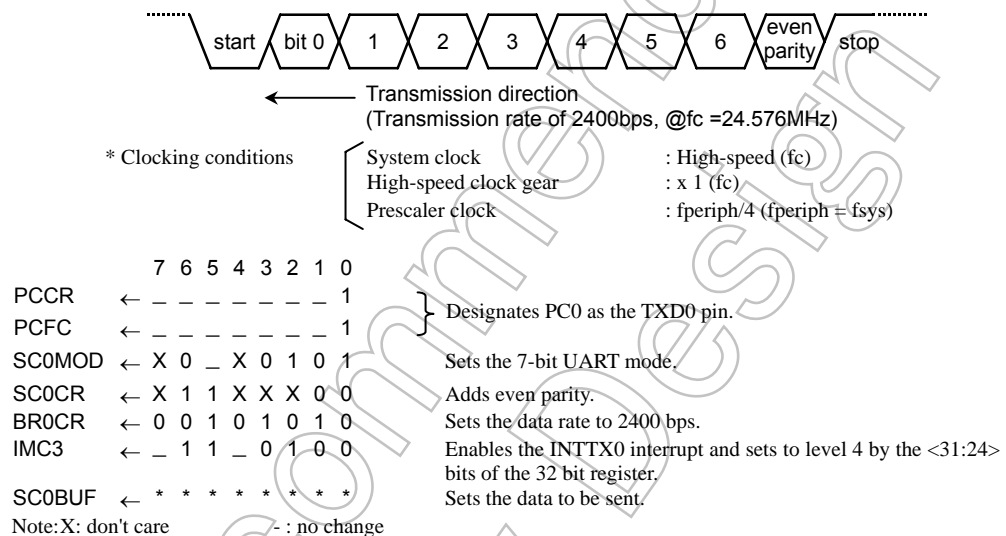 start bit 0 1 2 3 4 5 6 even parity stop
Transmission direction
(Transmission rate of 2400bps, @fc =24.576MHz)
* Clocking conditions System clock : High-speed (fc)
High-speed clock gear : x 1 (fc)
Prescaler clock : fperiph/4 (fperiph = fsys)
7 6 5 4 3 2 1 0
PCCR ← _ _ _ _ _ _ _ 1
Designates PC0 as the TXD0 pin.
PCFC ← _ _ _ _ _ _ _ 1
SC0MOD ← X 0 _ X 0 1 0 1 Sets the 7-bit UART mode.
SC0CR ← X 1 1 X X X 0 0 Adds even parity.
BR0CR ← 0 0 1 0 1 0 1 0 Sets the data rate to 2400 bps.
IMC3 ← _ 1 1 _ 0 1 0 0 Enables the INTTX0 interrupt and sets to level 4 by the <31:24>
bits of the 32 bit register.
SC0BUF ← * * * * * * * * Sets the data to be sent.
Note:X: don't care - : no change